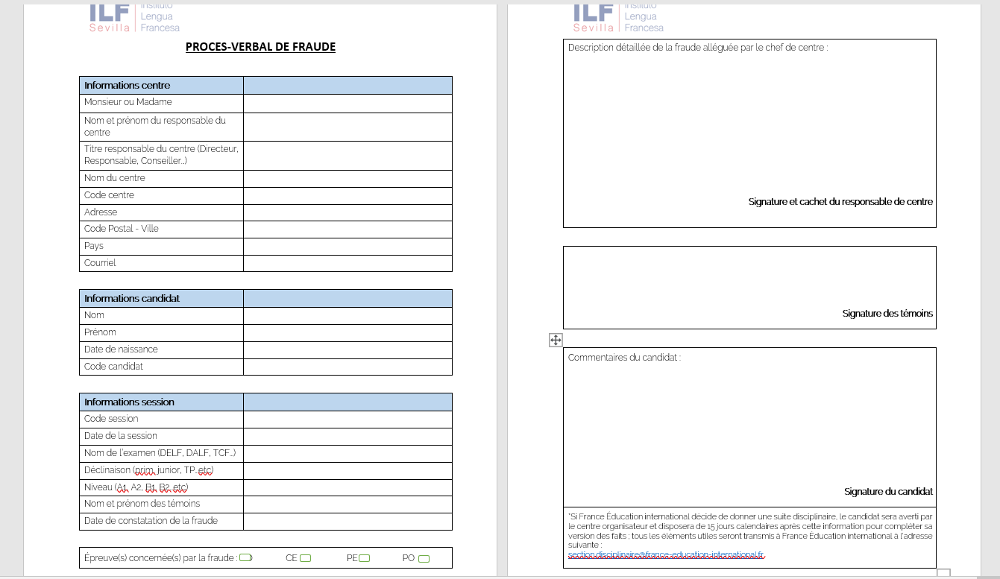 ILF
Instituto
Lengua
Sevilla
Francesa
PROCES-VERBAL DE FRAUDE
Informations centre
Monsieur ou Madame
Nom et prénom du responsable du
centre
Titre responsable du centre (Directeur,
Responsable, Conseiller…)
Nom du centre
Code centre
Adresse
Code Postal - Ville
Pays
Courriel
Informations candidat
Nom
Prénom
Date de naissance
Code candidat
Informations session
Code session
Date de la session
Nom de l'examen (DELF, DALF, TCF…)
Déclinaison (prim, junior, TP…etc)
Niveau (A1, A2, B1, B2, etc)
Nom et prénom des témoins
Date de constatation de la fraude
Épreuve(s) concernée(s) par la fraude : CE PE PO
ILF
Instituto
Lengua
Sevilla
Francesa
Description détaillée de la fraude alléguée par le chef de centre :
Signature et cachet du responsable de centre
Signature des témoins
Commentaires du candidat :
Signature du candidat
*Si France Éducation international décide de donner une suite disciplinaire, le candidat sera averti par
le centre organisateur et disposera de 15 jours calendaires après cette information pour compléter sa
version des faits ; tous les éléments utiles seront transmis à France Éducation international à l'adresse
suivante :
section.disciplinaire@france-education-international.fr